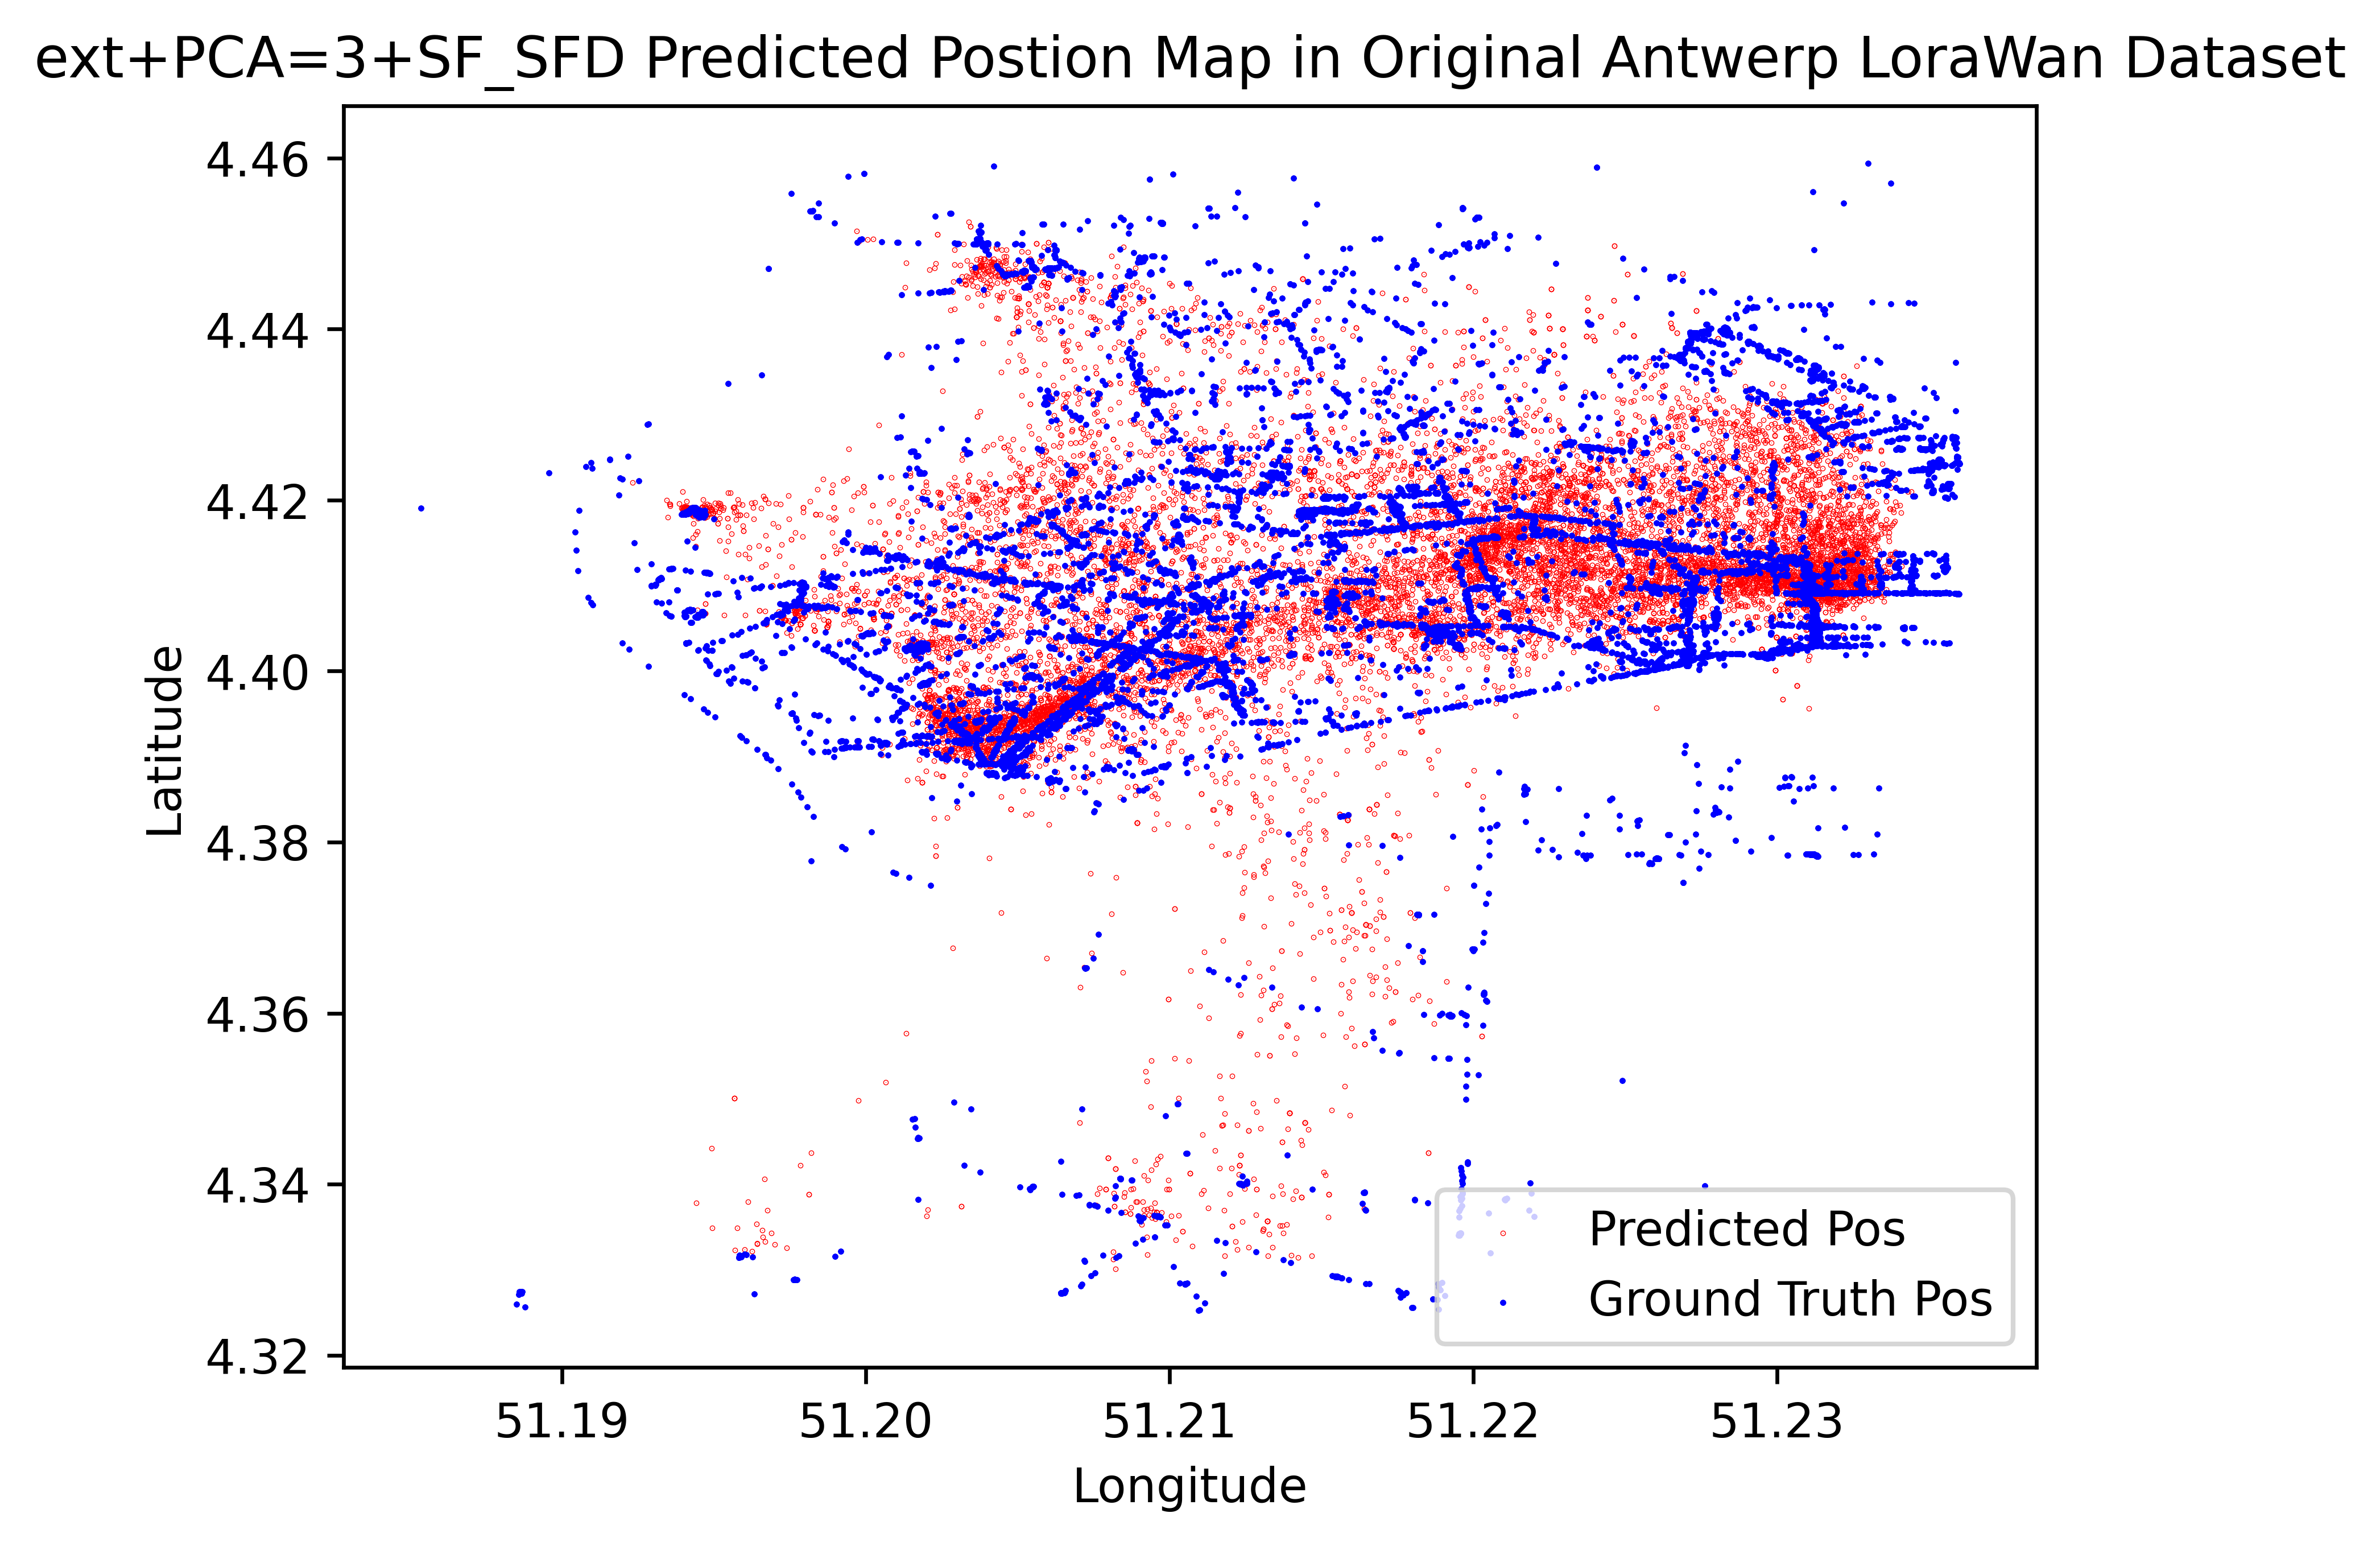 ext+PCA=3+SF_SFD Predicted Postion Map in Original Antwerp LoraWan Dataset
4.46
4.44
4.42
4.40
4.38
4.36
4.34
4.32
Latitude
Predicted Pos
Ground Truth Pos
51.19 51.20 51.21 51.22 51.23
Longitude